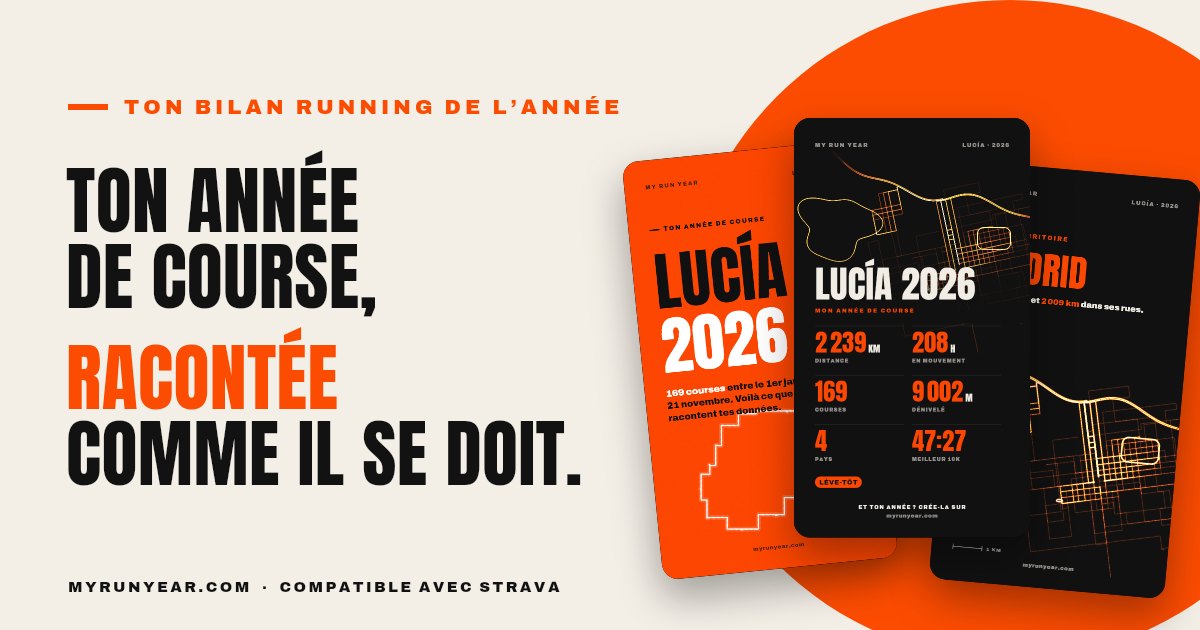 TON BILAN RUNNING DE L’ANNÉE
TON ANNÉE
DE COURSE,
RACONTÉE
COMME IL SE DOIT.
MYRUNYEAR.COM · COMPATIBLE AVEC STRAVA
MY RUN YEAR
TON ANNÉE DE COURSE
LUCÍA
2026
169 courses entre le 1er
21 novembre. Voilà ce que
racontent tes données.
myrunyear.com
MY RUN YEAR
LUCÍA · 2026
LUCÍA 2026
MON ANNÉE DE COURSE
2 239 KM
DISTANCE
208 H
EN MOUVEMENT
169
COURSES
9 002 M
DÉNIVELÉ
4
PAYS
47:27
MEILLEUR 10K
LÈVE-TÔT
ET TON ANNÉE ? CRÉE-LA SUR
myrunyear.com
LUCÍA · 2026
RITOIRE
DRID
et 2 009 km dans ses rues.
1 KM
myrunyear.com